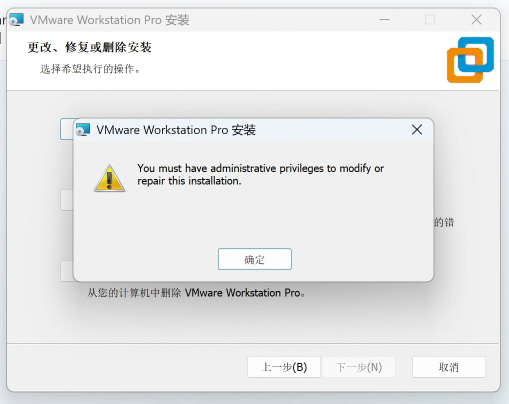 VMware Workstation Pro 安装
更改、修复或删除安装
选择希望执行的操作。
VMware Workstation Pro 安装
You must have administrative privileges to modify or
repair this installation.
的错
确定
从您的计算机中删除 VMware Workstation Pro。
上一步(B)
下一步(N)
取消